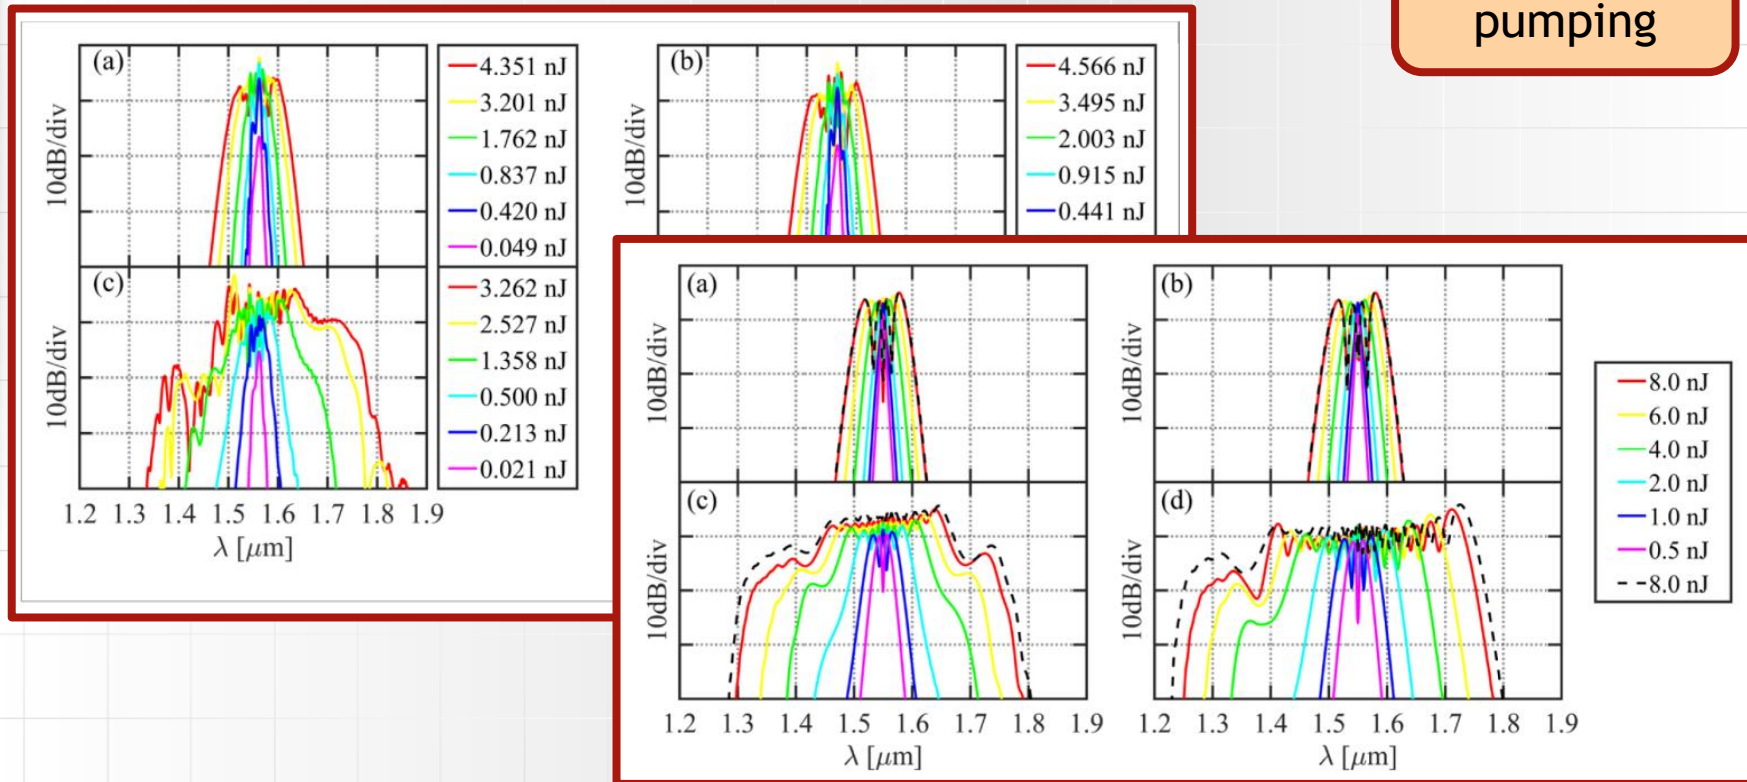 pumping
(a)
10dB/div
4.351 nJ
3.201 nJ
1.762 nJ
0.837 nJ
0.420 nJ
0.049 nJ
(b)
10dB/div
4.566 nJ
3.495 nJ
2.003 nJ
0.915 nJ
0.441 nJ
(c)
10dB/div
3.262 nJ
2.527 nJ
1.358 nJ
0.500 nJ
0.213 nJ
0.021 nJ
1.2 1.3 1.4 1.5 1.6 1.7 1.8 1.9
λ [μm]
(a)
10dB/div
(b)
10dB/div
(c)
10dB/div
(d)
10dB/div
8.0 nJ
6.0 nJ
4.0 nJ
2.0 nJ
1.0 nJ
0.5 nJ
8.0 nJ
1.2 1.3 1.4 1.5 1.6 1.7 1.8 1.9
λ [μm]
1.2 1.3 1.4 1.5 1.6 1.7 1.8 1.9
λ [μm]